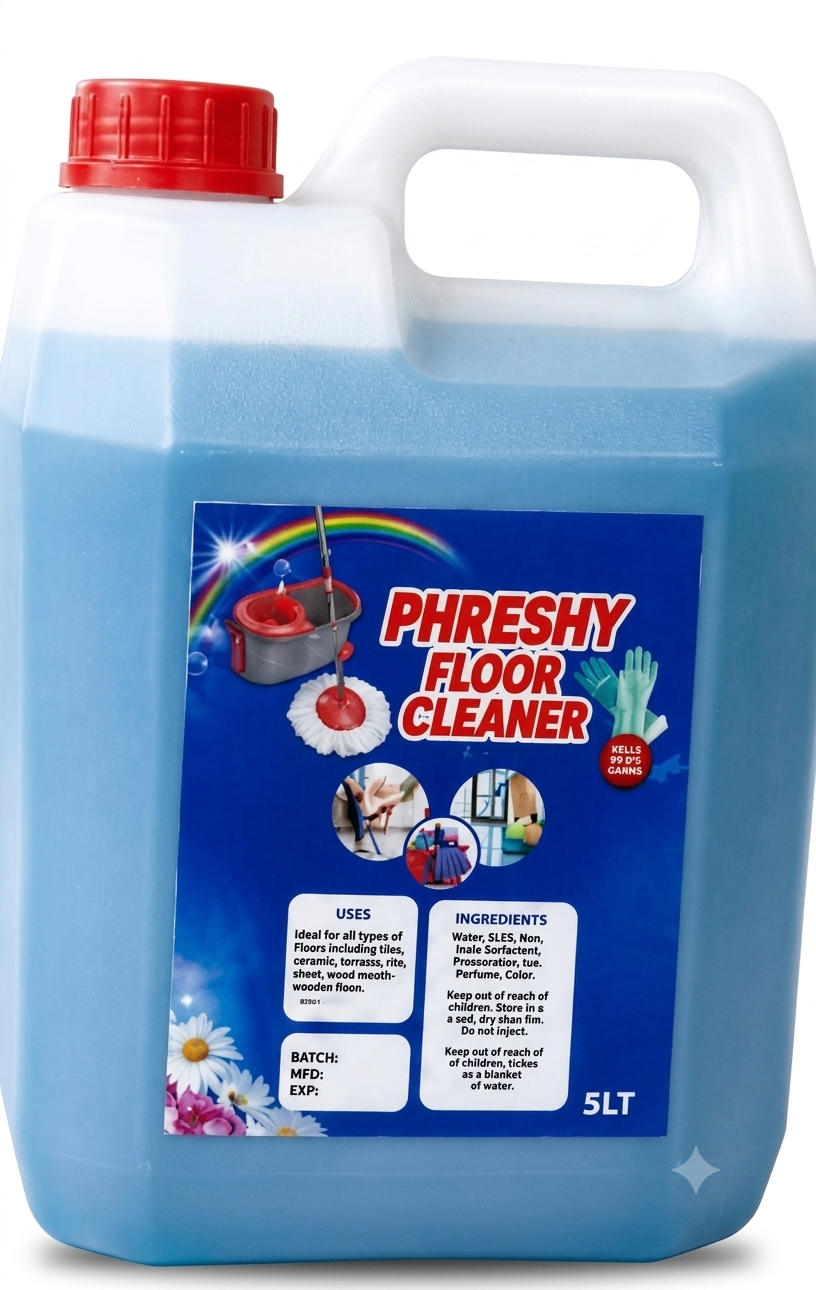 PHRESHY
FLOOR
CLEANER
KELLS
99 D'5
GANNS
USES
Ideal for all types of
Floors including tiles,
ceramic, torrasss, rite,
sheet, wood meoth-
wooden floon.
BATCH:
MFD:
EXP:
INGREDIENTS
Water, SLES, Non,
Inale Sorfactent,
Prossoratior, tue.
Perfume, Color.
Keep out of reach of
children. Store in s
a sed, dry shan fim.
Do not inject.
Keep out of reach of
of children, tickes
as a blanket
of water.
5LT